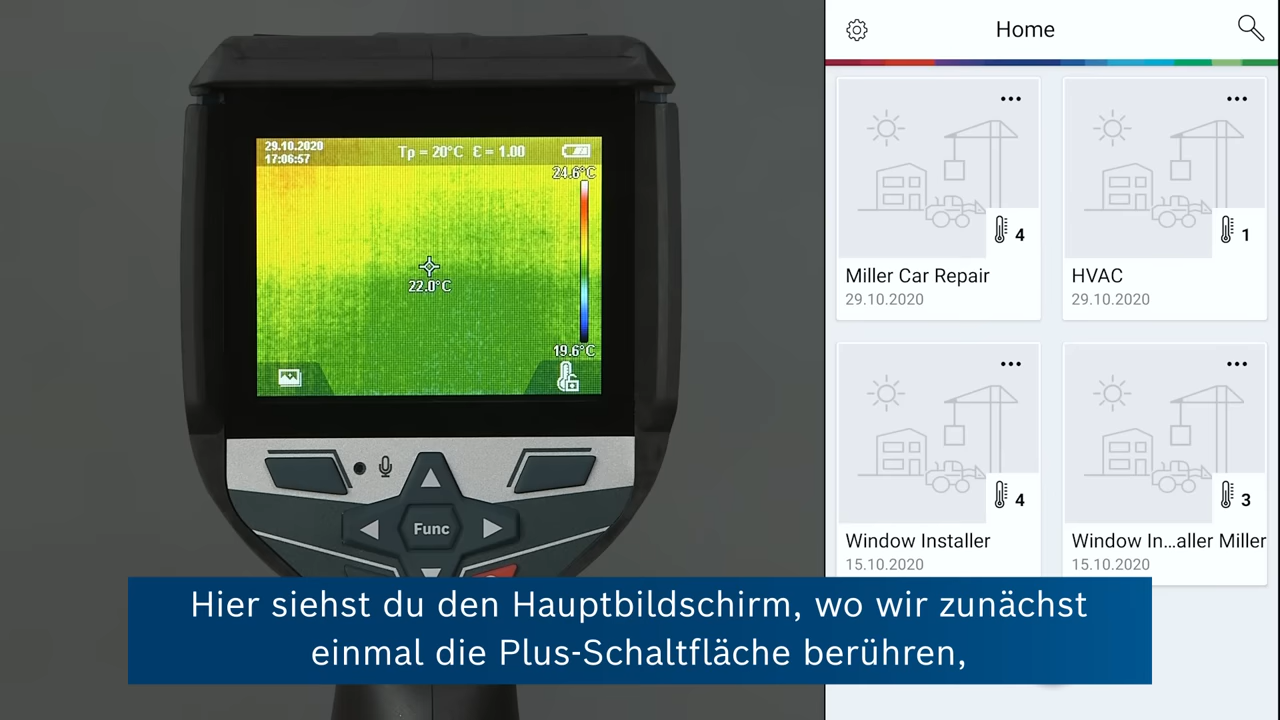 29.10.2020
17:06:57
Tp = 20°C ε = 1.00
24.6°C
22.0°C
19.6°C
Func
Home
4
Miller Car Repair
29.10.2020
1
HVAC
29.10.2020
4
Window Installer
15.10.2020
3
Window In...aller Miller
15.10.2020
Hier siehst du den Hauptbildschirm, wo wir zunächst
einmal die Plus-Schaltfläche berühren,